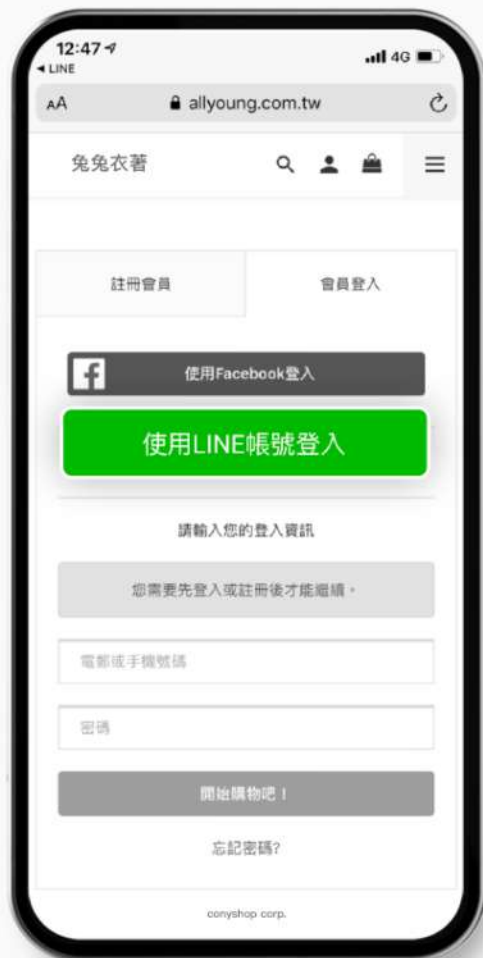 12:47
4G
◀ LINE
AA allyoung.com.tw
兔兔衣著
註冊會員
會員登入
使用Facebook登入
使用LINE帳號登入
請輸入您的登入資訊
您需要先登入或註冊後才能繼續。
電郵或手機號碼
密碼
開始購物吧！
忘記密碼?
conyshop corp.